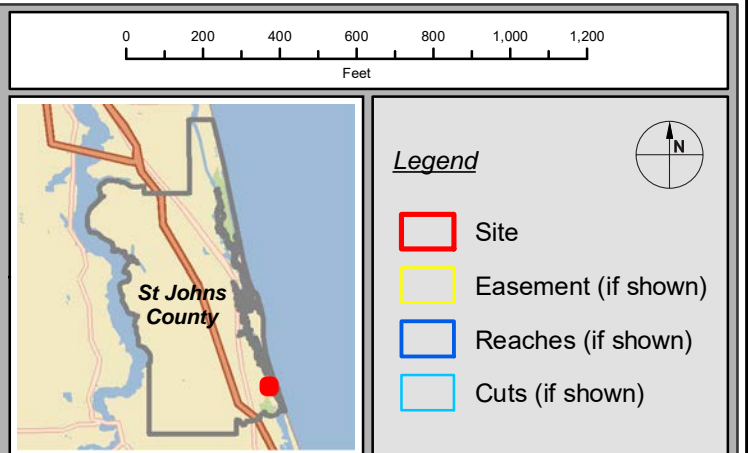 0 200 400 600 800 1,000 1,200
Feet
St Johns
County
Legend
N
Site
Easement (if shown)
Reaches (if shown)
Cuts (if shown)